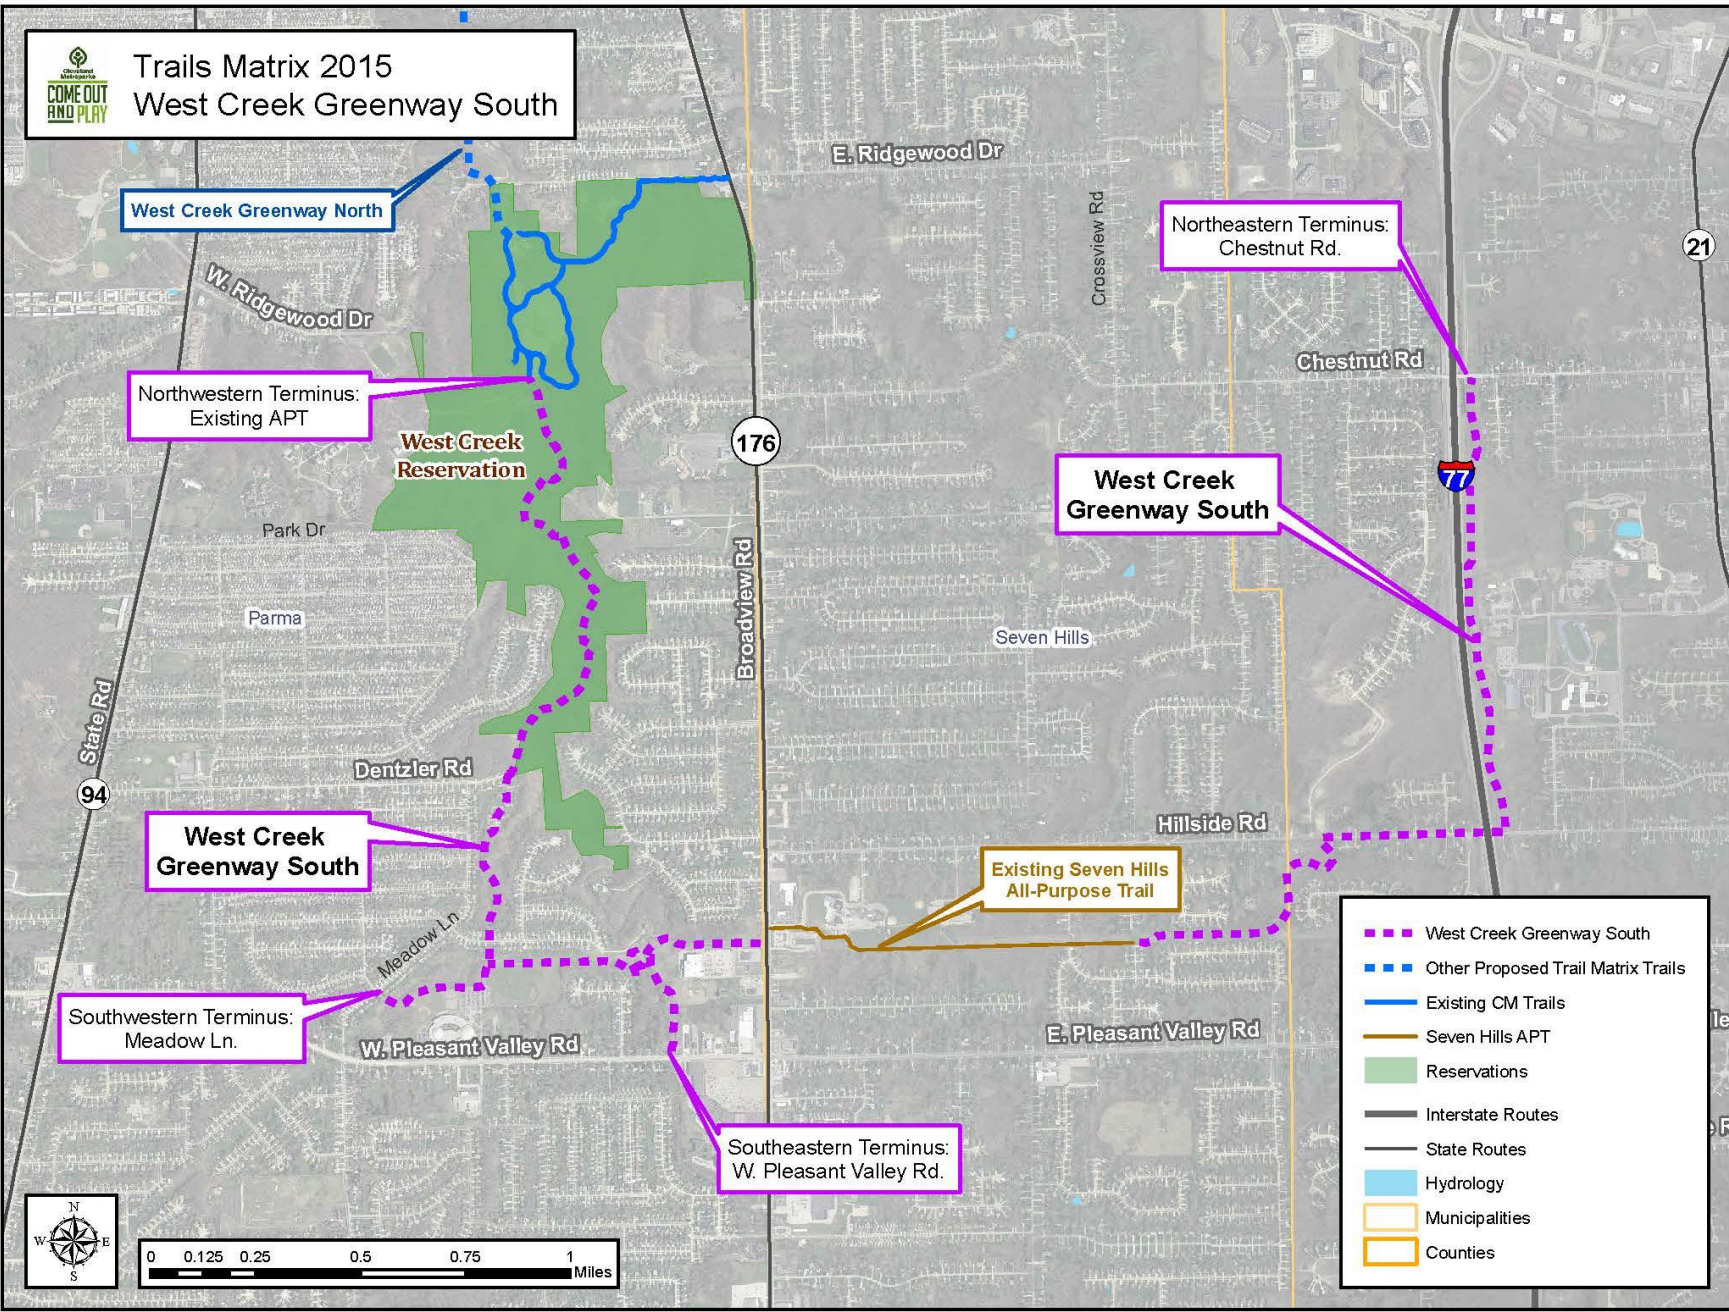 Cleveland
Metroparks
COME OUT
AND PLAY
Trails Matrix 2015
West Creek Greenway South
E. Ridgewood Dr
West Creek Greenway North
Crossview Rd
Northeastern Terminus:
Chestnut Rd.
21
W. Ridgewood Dr
Chestnut Rd
Northwestern Terminus:
Existing APT
West Creek
Reservation
176
77
West Creek
Greenway South
Park Dr
Broadview Rd
Parma
Seven Hills
State Rd
Dentzler Rd
94
West Creek
Greenway South
Hillside Rd
Existing Seven Hills
All-Purpose Trail
Meadow Ln
Southwestern Terminus:
Meadow Ln.
W. Pleasant Valley Rd
E. Pleasant Valley Rd
Southeastern Terminus:
W. Pleasant Valley Rd.
West Creek Greenway South
Other Proposed Trail Matrix Trails
Existing CM Trails
Seven Hills APT
Reservations
Interstate Routes
State Routes
Hydrology
Municipalities
Counties
N
W E
S
0 0.125 0.25 0.5 0.75 1
Miles